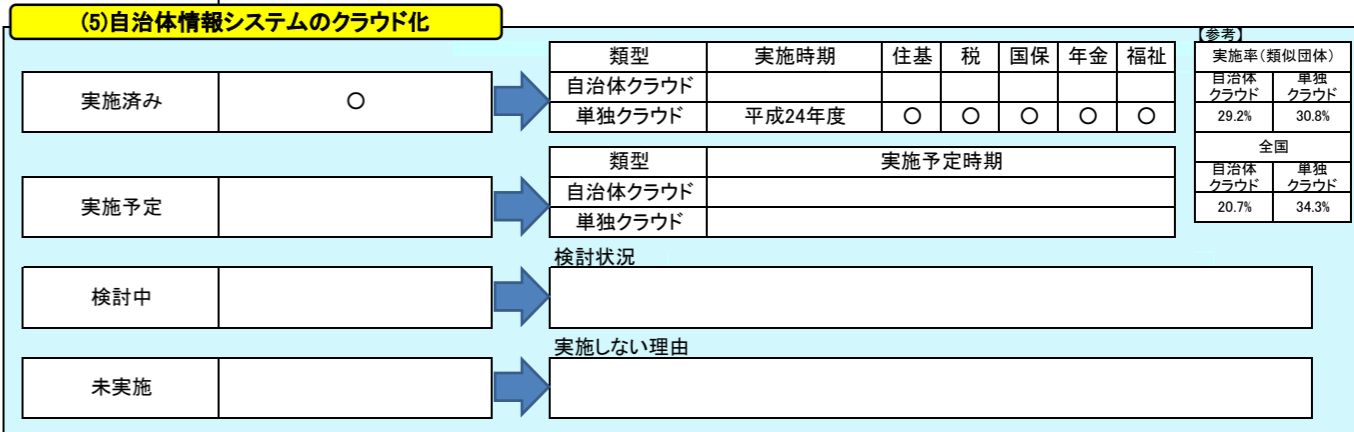 (5)自治体情報システムのクラウド化
実施済み ○
類型 実施時期 住基 税 国保 年金 福祉
自治体クラウド
単独クラウド 平成24年度 ○ ○ ○ ○ ○
【参考】
実施率(類似団体)
自治体 単独
クラウド クラウド
29.2% 30.8%
全国
自治体 単独
クラウド クラウド
20.7% 34.3%
実施予定
類型 実施予定時期
自治体クラウド
単独クラウド
検討中
検討状況
未実施
実施しない理由